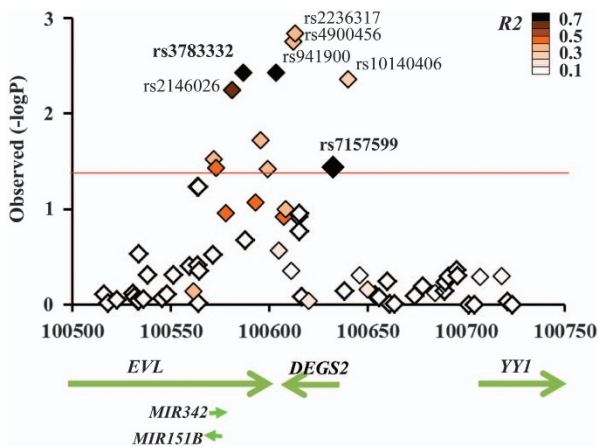 rs2236317
R2
rs4900456
0.7
rs3783332
rs941900
0.5
rs2146026
rs10140406
0.3
0.1
Observed (-logP)
3
2
rs7157599
1
0
100500 100550 100600 100650 100700 100750
EVL DEGS2 YY1
MIR342
MIR151B